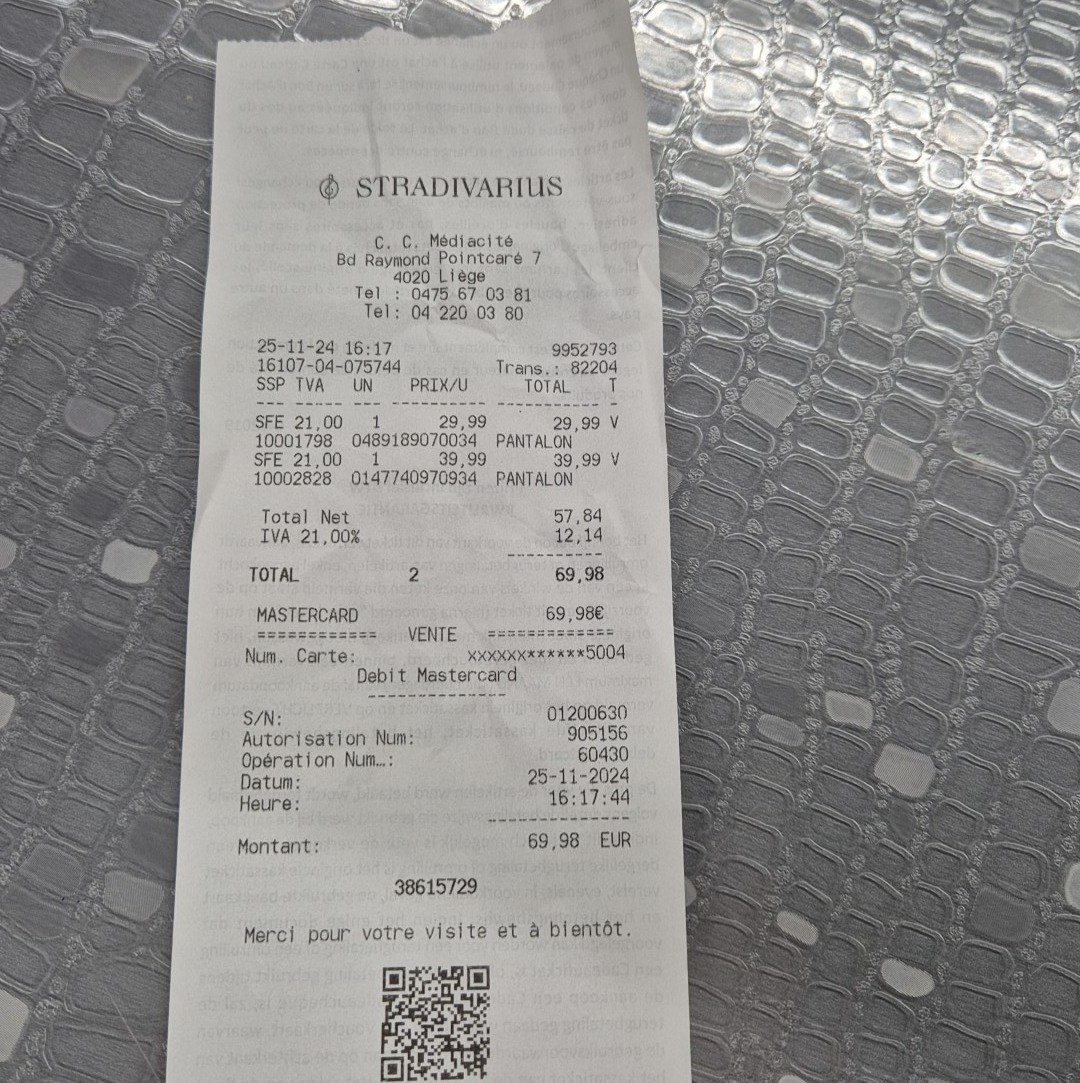 STRADIVARIUS
C. C. Médiacité
Bd Raymond Pointcaré 7
4020 Liège
Tel : 0475 67 03 81
Tel: 04 220 03 80
25-11-24 16:17 9952793
16107-04-075744 Trans.: 82204
SSP TVA UN PRIX/U TOTAL T
SFE 21,00 1 29,99 29,99 V
10001798 0489189070034 PANTALON
SFE 21,00 1 39,99 39,99 V
10002828 0147740970934 PANTALON
Total Net 57,84
IVA 21,00% 12,14
TOTAL 2 69,98
MASTERCARD 69,98€
============ VENTE =============
Num. Carte: xxxxxx******5004
Debit Mastercard
S/N: 01200630
Autorisation Num: 905156
Opération Num…: 60430
Datum: 25-11-2024
Heure: 16:17:44
Montant: 69,98 EUR
38615729
Merci pour votre visite et à bientôt.